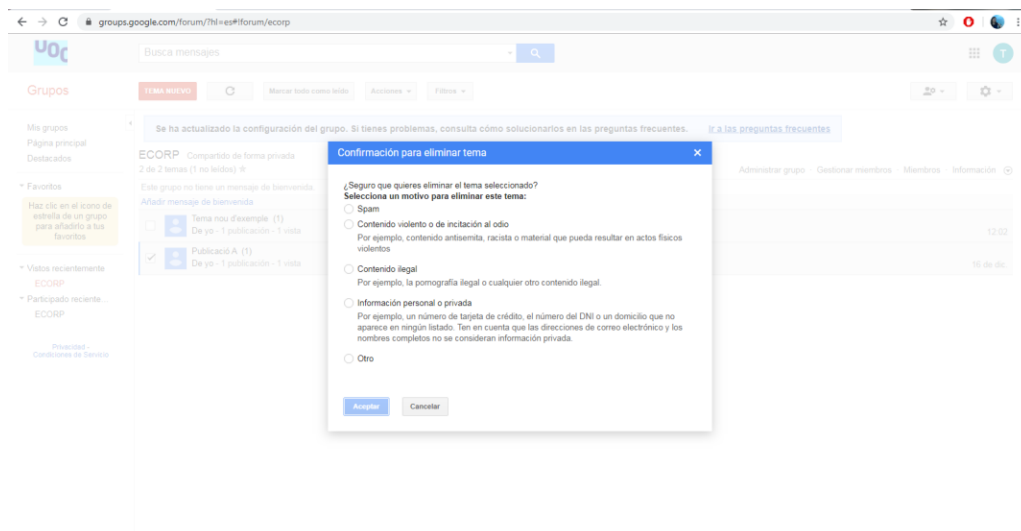 groups.google.com/forum/?hl=es#!forum/ecorp
UOC
Busca mensajes
T
Grupos
TEMA NUEVO
Marcar todo como leído
Acciones
Filtros
Mis grupos
Página principal
Destacados
Se ha actualizado la configuración del grupo. Si tienes problemas, consulta cómo solucionarlos en las preguntas frecuentes. Ir a las preguntas frecuentes
ECORP Compartido de forma privada
2 de 2 temas (1 no leídos)
Administrar grupo Gestionar miembros Miembros Información
Este grupo no tiene un mensaje de bienvenida
Añadir mensaje de bienvenida
Favoritos
Haz clic en el icono de
estrella de un grupo
para añadirlo a tus
favoritos
Tema nou d'exemple (1)
De yo - 1 publicación - 1 vista
12:02
Publicació A (1)
De yo - 1 publicación - 1 vista
16 de dic.
Vistos recientemente
ECORP
Participado reciente...
ECORP
Privacidad -
Condiciones de Servicio
Confirmación para eliminar tema
¿Seguro que quieres eliminar el tema seleccionado?
Selecciona un motivo para eliminar este tema:
Spam
Contenido violento o de incitación al odio
Por ejemplo, contenido antisemita, racista o material que pueda resultar en actos físicos
violentos
Contenido ilegal
Por ejemplo, la pornografía ilegal o cualquier otro contenido ilegal.
Información personal o privada
Por ejemplo, un número de tarjeta de crédito, el número del DNI o un domicilio que no
aparece en ningún listado. Ten en cuenta que las direcciones de correo electrónico y los
nombres completos no se consideran información privada.
Otro
Aceptar
Cancelar